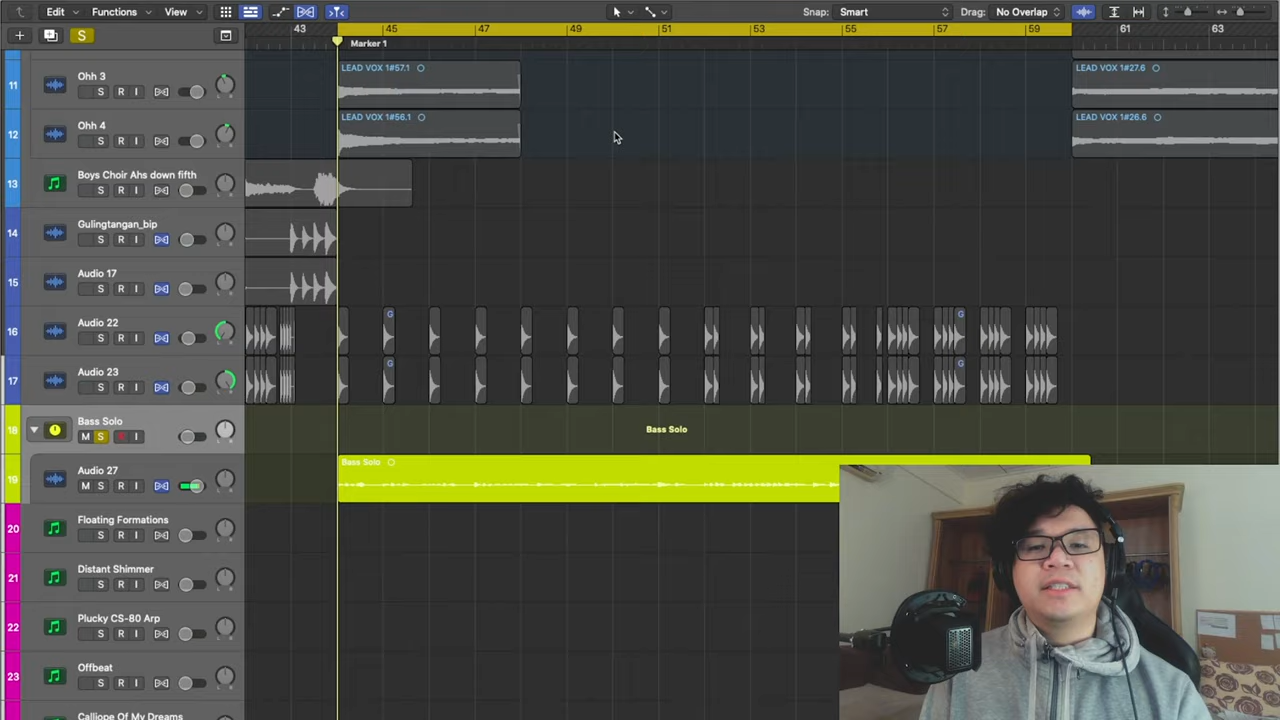 Edit Functions View Snap: Smart Drag: No Overlap
S 43 45 47 49 51 53 55 57 59 61 63
Marker 1
11 Ohh 3 S R I LEAD VOX 1#57.1 LEAD VOX 1#27.6
12 Ohh 4 S R I LEAD VOX 1#56.1 LEAD VOX 1#26.6
13 Boys Choir Ahs down fifth S R I
14 Gulingtangan_bip S R I
15 Audio 17 S R I
16 Audio 22 S R I G G
17 Audio 23 S R I G G
18 Bass Solo M S R I Bass Solo
19 Audio 27 M S R I Bass Solo
20 Floating Formations S R I
21 Distant Shimmer S R I
22 Plucky CS-80 Arp S R I
23 Offbeat S R I
Calliope Of My Dreams